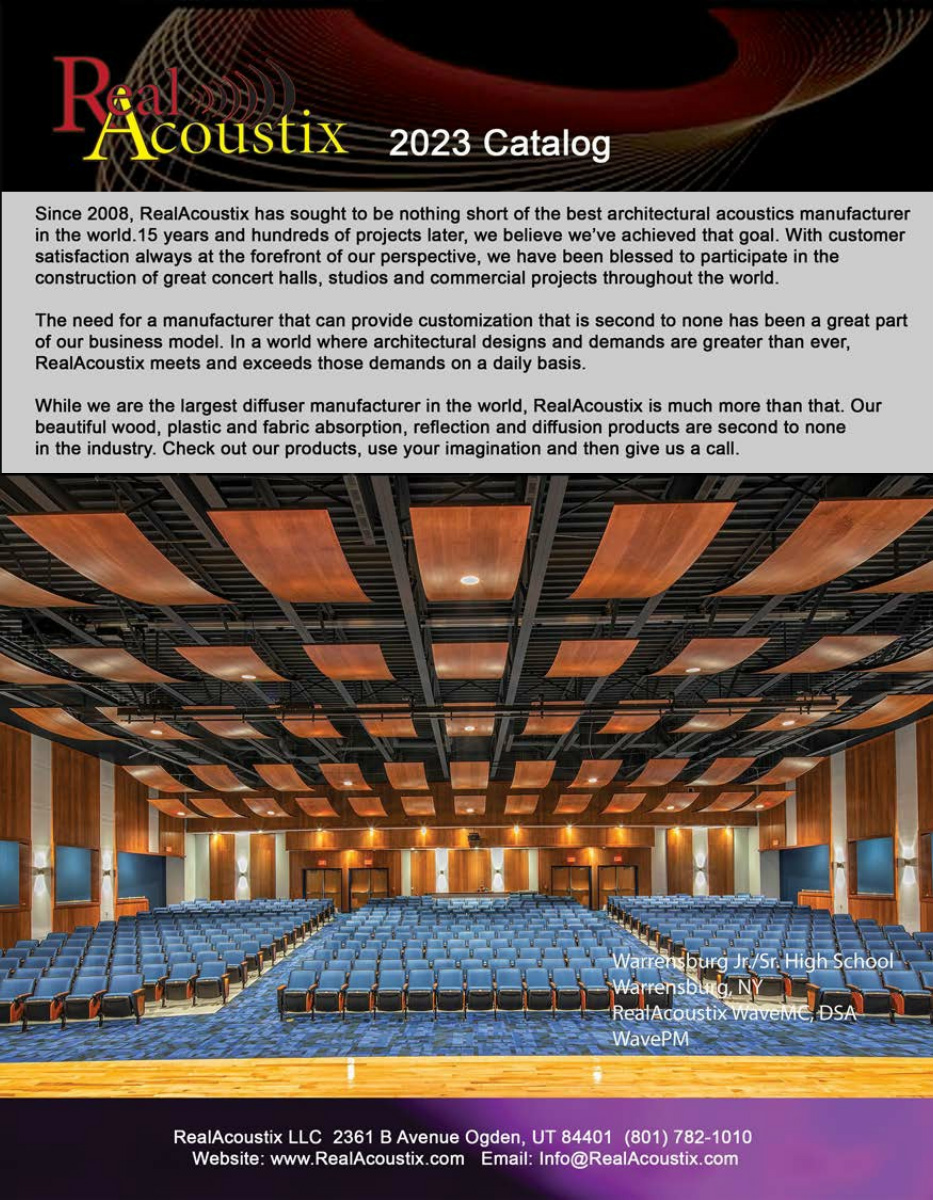 Real
Acoustix
2023 Catalog
Since 2008, RealAcoustix has sought to be nothing short of the best architectural acoustics manufacturer
in the world.15 years and hundreds of projects later, we believe we've achieved that goal. With customer
satisfaction always at the forefront of our perspective, we have been blessed to participate in the
construction of great concert halls, studios and commercial projects throughout the world.
The need for a manufacturer that can provide customization that is second to none has been a great part
of our business model. In a world where architectural designs and demands are greater than ever,
RealAcoustix meets and exceeds those demands on a daily basis.
While we are the largest diffuser manufacturer in the world, RealAcoustix is much more than that. Our
beautiful wood, plastic and fabric absorption, reflection and diffusion products are second to none
in the industry. Check out our products, use your imagination and then give us a call.
Warrensburg Jr./Sr. High School
Warrensburg, NY
RealAcoustix WaveMC, DSA
WavePM
RealAcoustix LLC 2361 B Avenue Ogden, UT 84401 (801) 782-1010
Website: www.RealAcoustix.com Email: Info@RealAcoustix.com